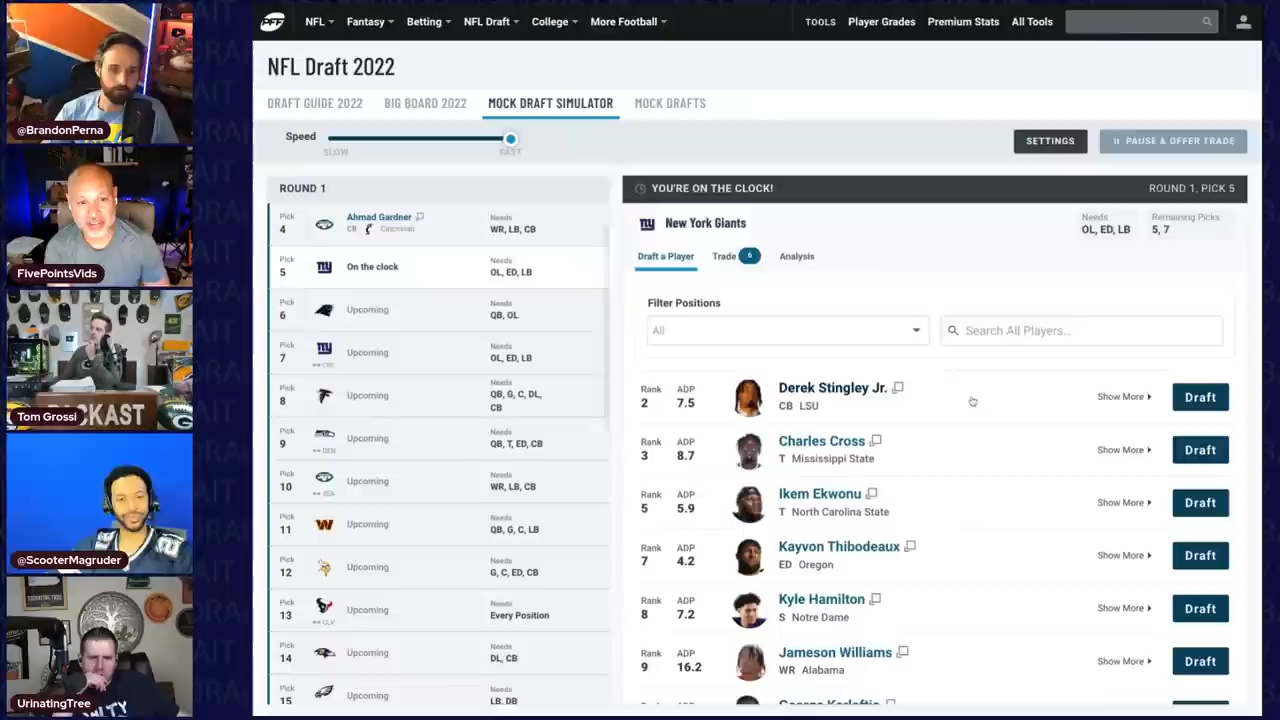 @BrandonPerna
FivePointsVids
Tom Grossi
PACKAST
@ScooterMagruder
UrinatingTree
PFF
NFL
Fantasy
Betting
NFL Draft
College
More Football
TOOLS
Player Grades
Premium Stats
All Tools
NFL Draft 2022
DRAFT GUIDE 2022
BIG BOARD 2022
MOCK DRAFT SIMULATOR
MOCK DRAFTS
Speed
SLOW
FAST
SETTINGS
PAUSE & OFFER TRADE
ROUND 1
Pick 4
Ahmad Gardner
CB Cincinnati
Needs
WR, LB, CB
Pick 5
On the clock
Needs
OL, ED, LB
Pick 6
Upcoming
Needs
QB, OL
Pick 7
Upcoming
Needs
OL, ED, LB
Pick 8
Upcoming
Needs
QB, G, C, DL, CB
Pick 9
DEN
Upcoming
Needs
QB, T, ED, CB
Pick 10
SEA
Upcoming
Needs
WR, LB, CB
Pick 11
Upcoming
Needs
QB, G, C, LB
Pick 12
Upcoming
Needs
G, C, ED, CB
Pick 13
CLV
Upcoming
Needs
Every Position
Pick 14
Upcoming
Needs
DL, CB
Pick 15
Upcoming
Needs
LB, DB
YOU'RE ON THE CLOCK!
ROUND 1, PICK 5
New York Giants
Needs
OL, ED, LB
Remaining Picks
5, 7
Draft a Player
Trade 6
Analysis
Filter Positions
All
Search All Players...
Rank 2
ADP 7.5
Derek Stingley Jr.
CB LSU
Show More
Draft
Rank 3
ADP 8.7
Charles Cross
T Mississippi State
Show More
Draft
Rank 5
ADP 5.9
Ikem Ekwonu
T North Carolina State
Show More
Draft
Rank 7
ADP 4.2
Kayvon Thibodeaux
ED Oregon
Show More
Draft
Rank 8
ADP 7.2
Kyle Hamilton
S Notre Dame
Show More
Draft
Rank 9
ADP 16.2
Jameson Williams
WR Alabama
Show More
Draft